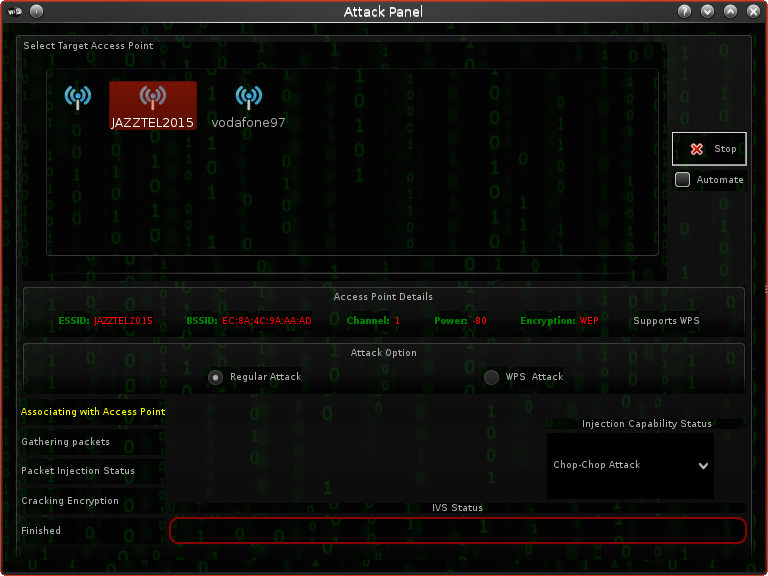 Attack Panel
Select Target Access Point
JAZZTEL2015
vodafone97
Stop
Automate
Access Point Details
ESSID: JAZZTEL2015 BSSID: EC:8A:4C:9A:AA:AD Channel: 1 Power: -80 Encryption: WEP Supports WPS
Attack Option
Regular Attack
WPS Attack
Associating with Access Point
Gathering packets
Packet Injection Status
Cracking Encryption
Finished
Injection Capability Status
Chop-Chop Attack
IVS Status